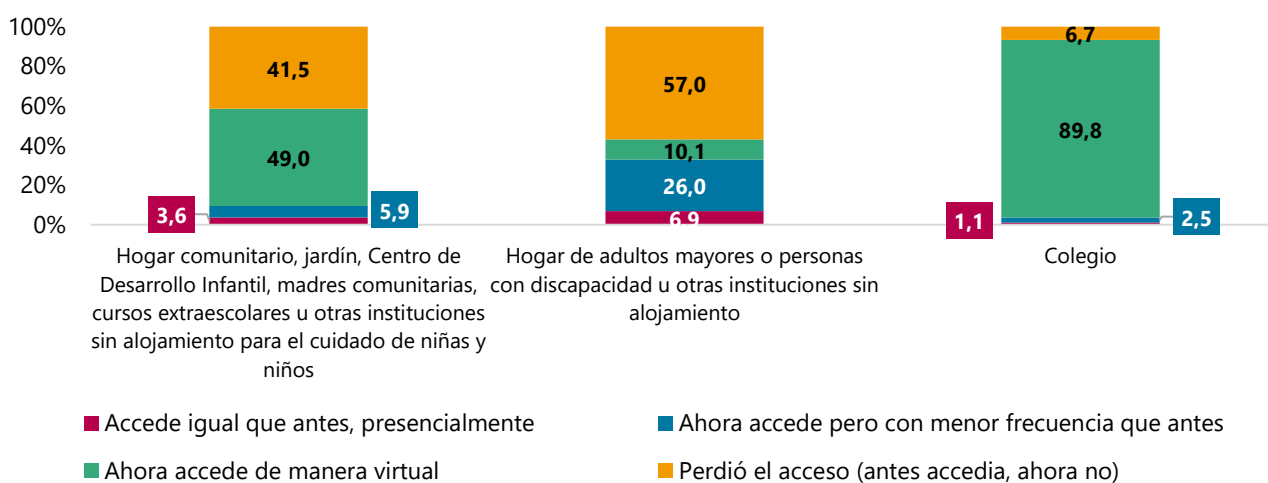 100%
80%
60%
40%
20%
0%
41,5
49,0
3,6
5,9
57,0
10,1
26,0
6,9
6,7
89,8
1,1
2,5
Hogar comunitario, jardín, Centro de
Desarrollo Infantil, madres comunitarias,
cursos extraescolares u otras instituciones
sin alojamiento para el cuidado de niñas y
niños
Hogar de adultos mayores o personas
con discapacidad u otras instituciones sin
alojamiento
Colegio
Accede igual que antes, presencialmente
Ahora accede pero con menor frecuencia que antes
Ahora accede de manera virtual
Perdió el acceso (antes accedia, ahora no)